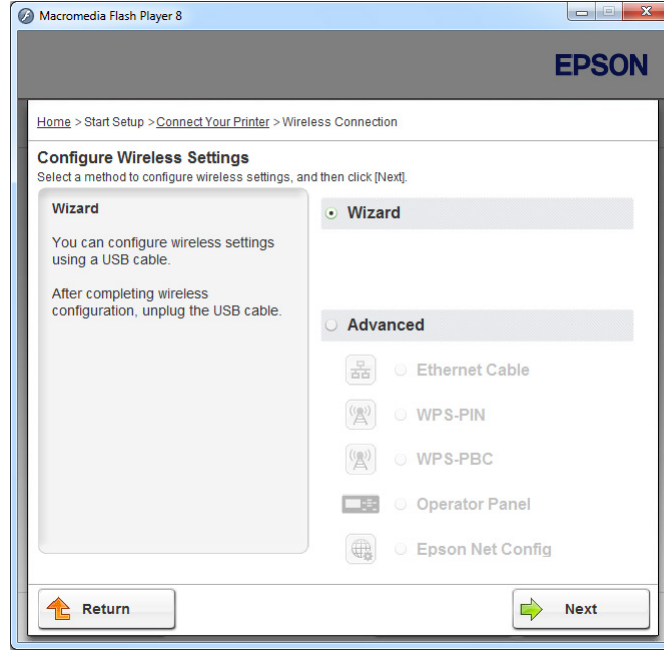 Macromedia Flash Player 8
EPSON
Home > Start Setup > Connect Your Printer > Wireless Connection
Configure Wireless Settings
Select a method to configure wireless settings, and then click [Next].
Wizard
You can configure wireless settings
using a USB cable.
After completing wireless
configuration, unplug the USB cable.
Wizard
Advanced
Ethernet Cable
WPS-PIN
WPS-PBC
Operator Panel
Epson Net Config
Return
Next